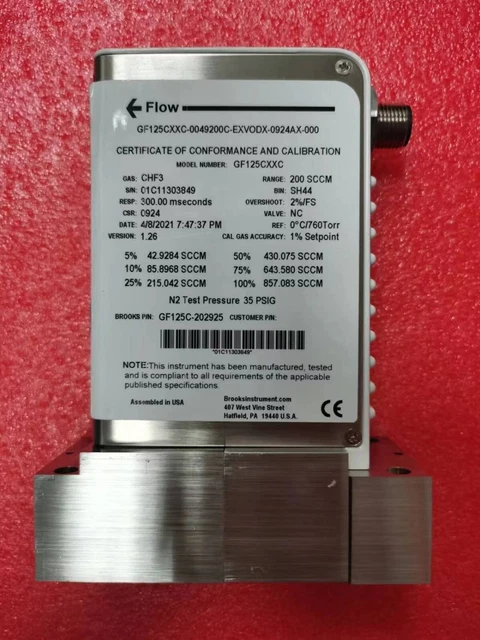 Flow
GF125CXXC-0049200C-EXVODX-0924AX-000
CERTIFICATE OF CONFORMANCE AND CALIBRATION
MODEL NUMBER: GF125CXXC
GAS: CHF3 RANGE: 200 SCCM
S/N: 01C11303849 BIN: SH44
RESP: 300.00 mseconds OVERSHOOT: 2%/FS
CSR: 0924 VALVE: NC
DATE: 4/8/2021 7:47:37 PM REF: 0°C/760Torr
VERSION: 1.26 CAL GAS ACCURACY: 1% Setpoint
5% 42.9284 SCCM 50% 430.075 SCCM
10% 85.8968 SCCM 75% 643.580 SCCM
25% 215.042 SCCM 100% 857.083 SCCM
N2 Test Pressure 35 PSIG
BROOKS P/N: GF125C-202925 CUSTOMER P/N:
*01C11303849*
NOTE:This instrument has been manufactured, tested
and is compliant to all requirements of the applicable
published specifications.
Assembled in USA
Brooksinstrument.com
407 West Vine Street
Hatfield, PA 19440 U.S.A.
CE